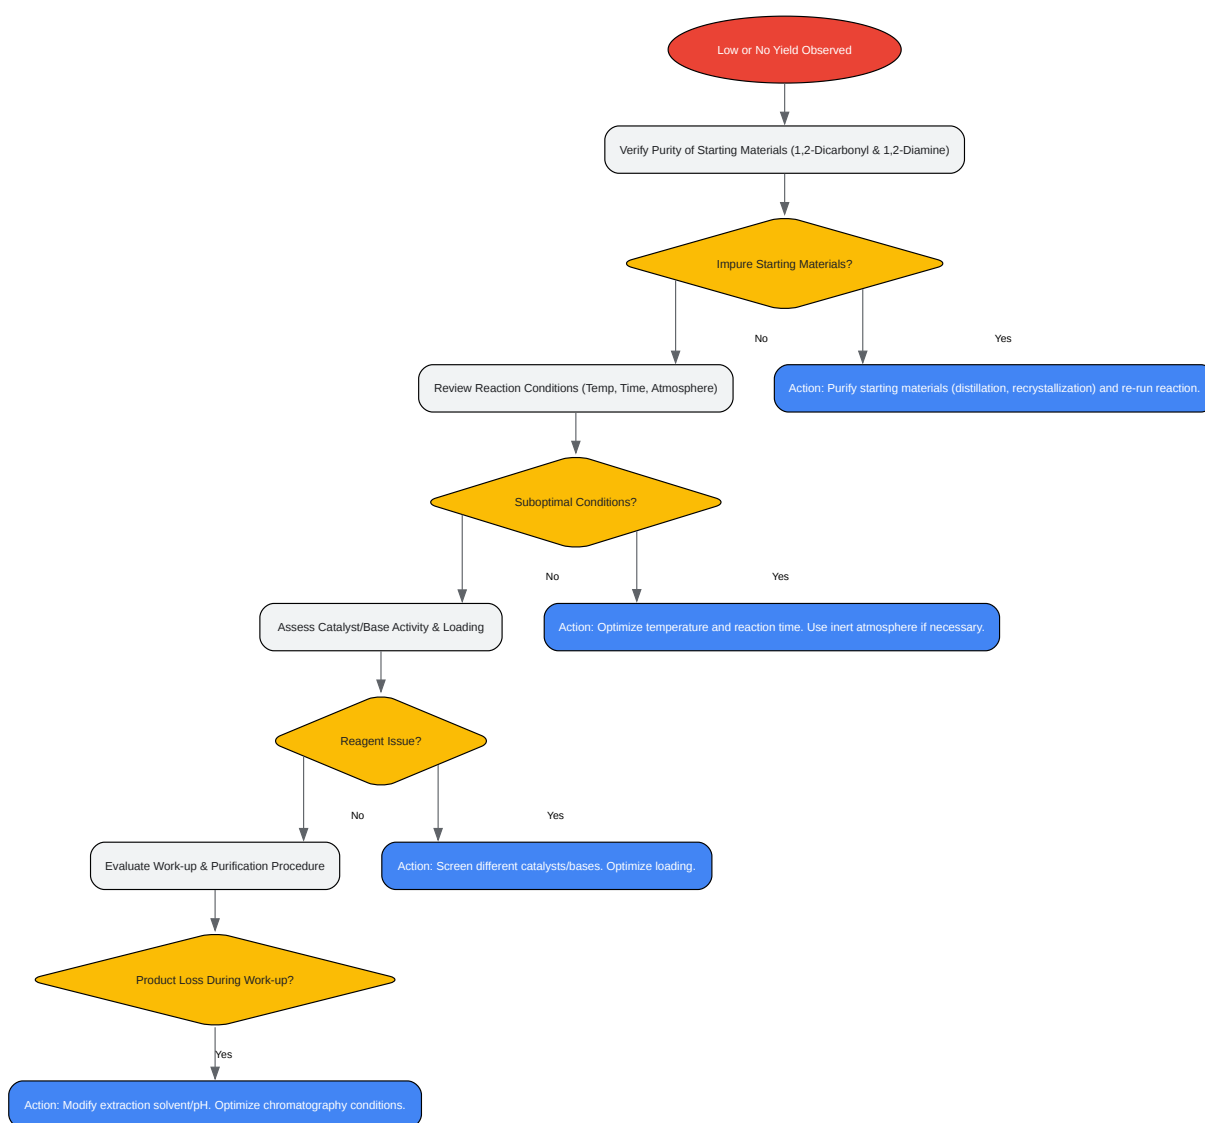 Low or No Yield Observed
Verify Purity of Starting Materials (1,2-Dicarbonyl & 1,2-Diamine)
Impure Starting Materials?
No
Yes
Review Reaction Conditions (Temp, Time, Atmosphere)
Action: Purify starting materials (distillation, recrystallization) and re-run reaction.
Suboptimal Conditions?
No
Yes
Assess Catalyst/Base Activity & Loading
Action: Optimize temperature and reaction time. Use inert atmosphere if necessary.
Reagent Issue?
No
Yes
Evaluate Work-up & Purification Procedure
Action: Screen different catalysts/bases. Optimize loading.
Product Loss During Work-up?
Yes
Action: Modify extraction solvent/pH. Optimize chromatography conditions.